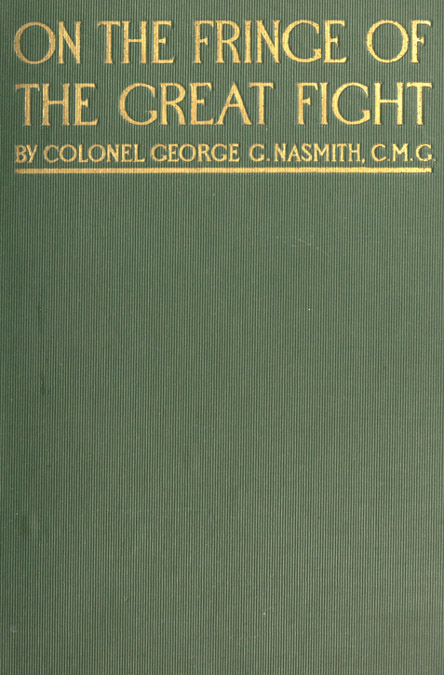 ON THE FRINGE OF
THE GREAT FIGHT
BY COLONEL GEORGE G. NASMITH, C.M.G.